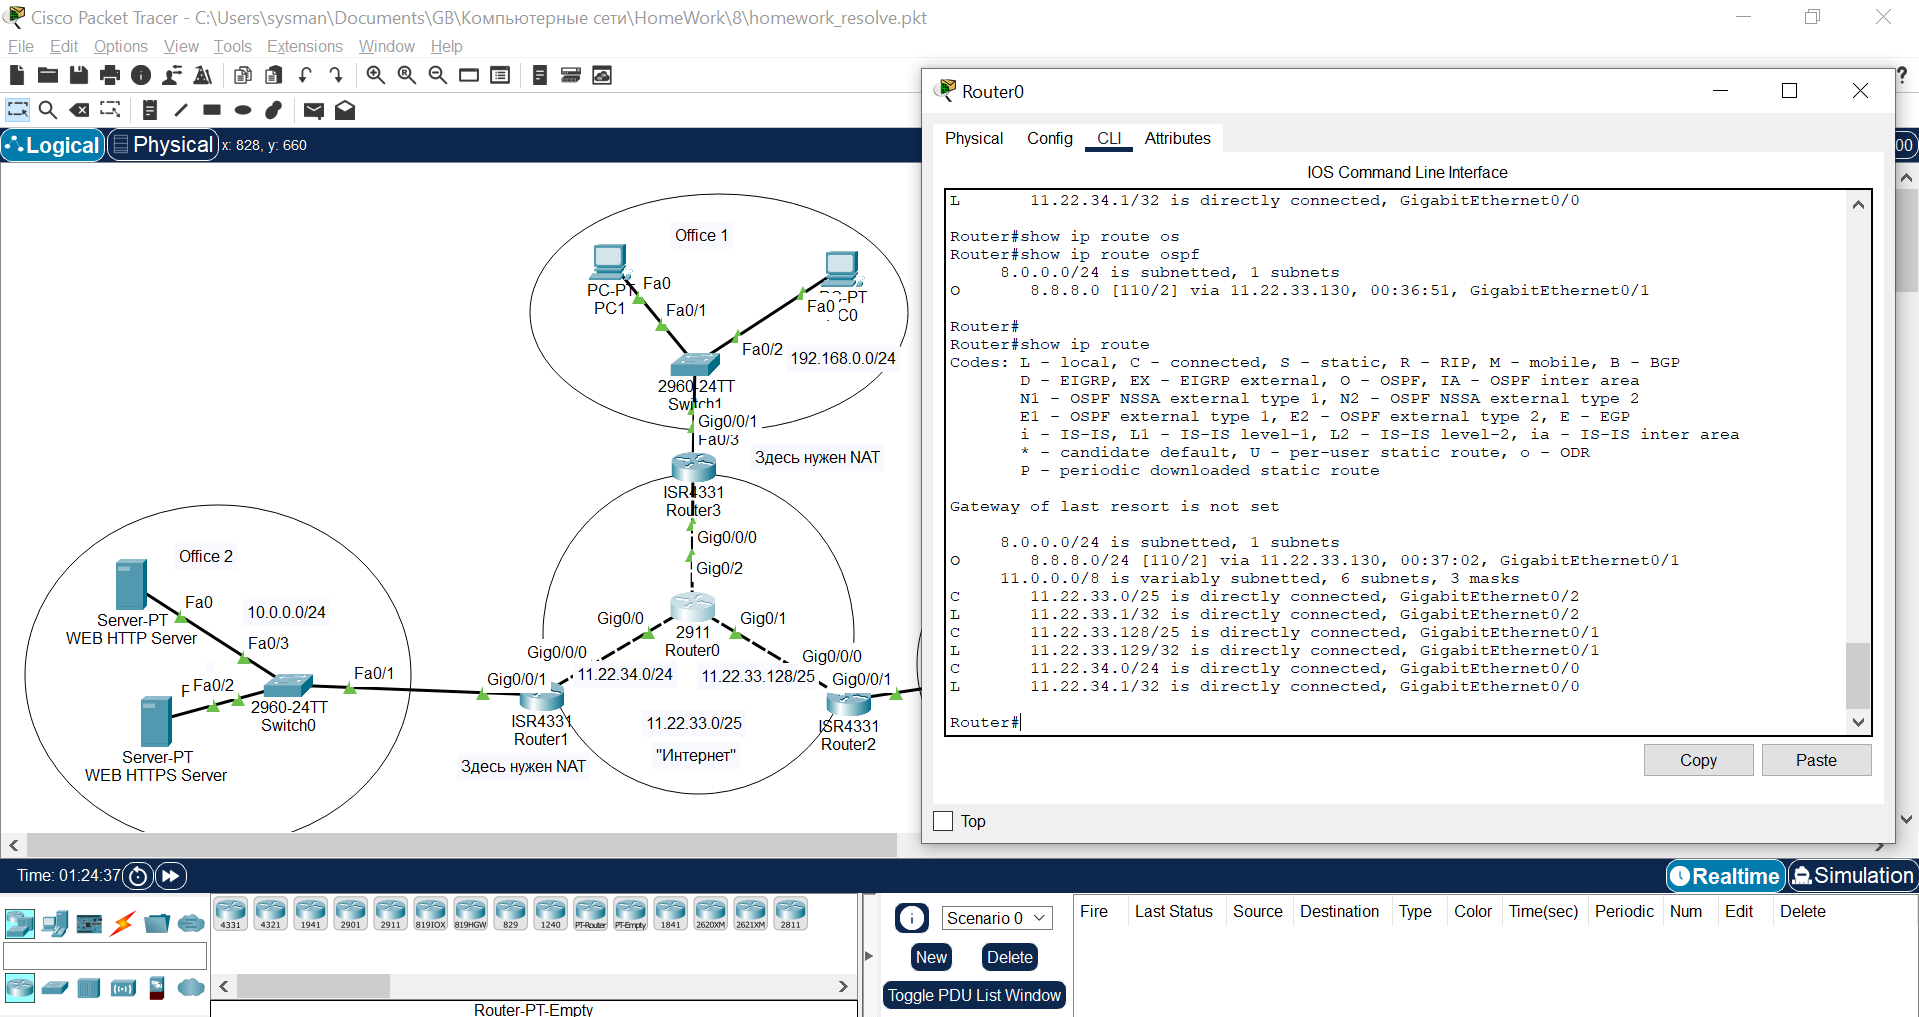 Cisco Packet Tracer - C:\Users\sysman\Documents\GB\Компьютерные сети\HomeWork\8\homework_resolve.pkt
File Edit Options View Tools Extensions Window Help
Logical Physical x: 828, y: 660
Office 1
PC-PT
PC1
Fa0
Fa0/1
Fa0
-PT
C0
Fa0/2
192.168.0.0/24
2960-24TT
Switch1
Gig0/0/1
Fa0/3
Здесь нужен NAT
ISR4331
Router3
Gig0/0/0
Gig0/2
Office 2
Server-PT
WEB HTTP Server
Fa0
10.0.0.0/24
Fa0/3
F Fa0/2
Fa0/1
2960-24TT
Switch0
Server-PT
WEB HTTPS Server
Gig0/0
Gig0/1
2911
Router0
Gig0/0/0
Gig0/0/0
11.22.34.0/24
11.22.33.128/25
Gig0/0/1
Gig0/0/1
ISR4331
Router1
11.22.33.0/25
ISR4331
Router2
"Интернет"
Здесь нужен NAT
Router0
Physical Config CLI Attributes
IOS Command Line Interface
L 11.22.34.1/32 is directly connected, GigabitEthernet0/0
Router#show ip route os
Router#show ip route ospf
8.0.0.0/24 is subnetted, 1 subnets
O 8.8.8.0 [110/2] via 11.22.33.130, 00:36:51, GigabitEthernet0/1
Router#
Router#show ip route
Codes: L - local, C - connected, S - static, R - RIP, M - mobile, B - BGP
D - EIGRP, EX - EIGRP external, O - OSPF, IA - OSPF inter area
N1 - OSPF NSSA external type 1, N2 - OSPF NSSA external type 2
E1 - OSPF external type 1, E2 - OSPF external type 2, E - EGP
i - IS-IS, L1 - IS-IS level-1, L2 - IS-IS level-2, ia - IS-IS inter area
* - candidate default, U - per-user static route, o - ODR
P - periodic downloaded static route
Gateway of last resort is not set
8.0.0.0/24 is subnetted, 1 subnets
O 8.8.8.0/24 [110/2] via 11.22.33.130, 00:37:02, GigabitEthernet0/1
11.0.0.0/8 is variably subnetted, 6 subnets, 3 masks
C 11.22.33.0/25 is directly connected, GigabitEthernet0/2
L 11.22.33.1/32 is directly connected, GigabitEthernet0/2
C 11.22.33.128/25 is directly connected, GigabitEthernet0/1
L 11.22.33.129/32 is directly connected, GigabitEthernet0/1
C 11.22.34.0/24 is directly connected, GigabitEthernet0/0
L 11.22.34.1/32 is directly connected, GigabitEthernet0/0
Router#
Copy Paste
Top
?
00
Time: 01:24:37
Realtime Simulation
4331 4321 1941 2901 2911 819IOX 819HGW 829 1240 PT-Router PT-Empty 1841 2620XM 2621XM 2811
Router-PT-Empty
Scenario 0
New Delete
Toggle PDU List Window
Fire Last Status Source Destination Type Color Time(sec) Periodic Num Edit Delete